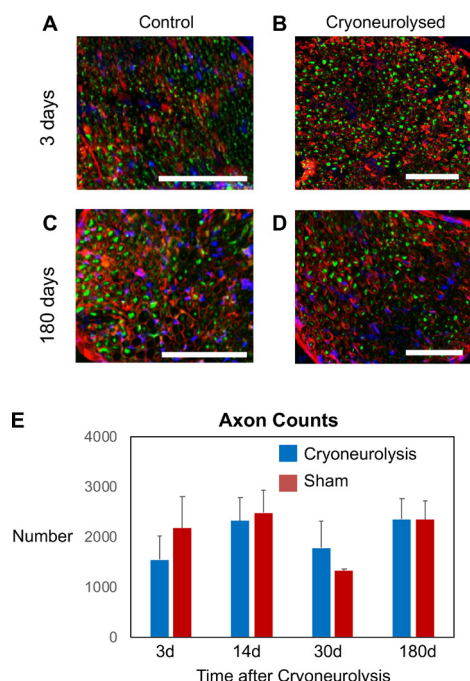 A Control B Cryoneurolysed
3 days
C D
180 days
E Axon Counts
4000
Cryoneurolysis
Sham
3000
Number
2000
1000
0
3d 14d 30d 180d
Time after Cryoneurolysis